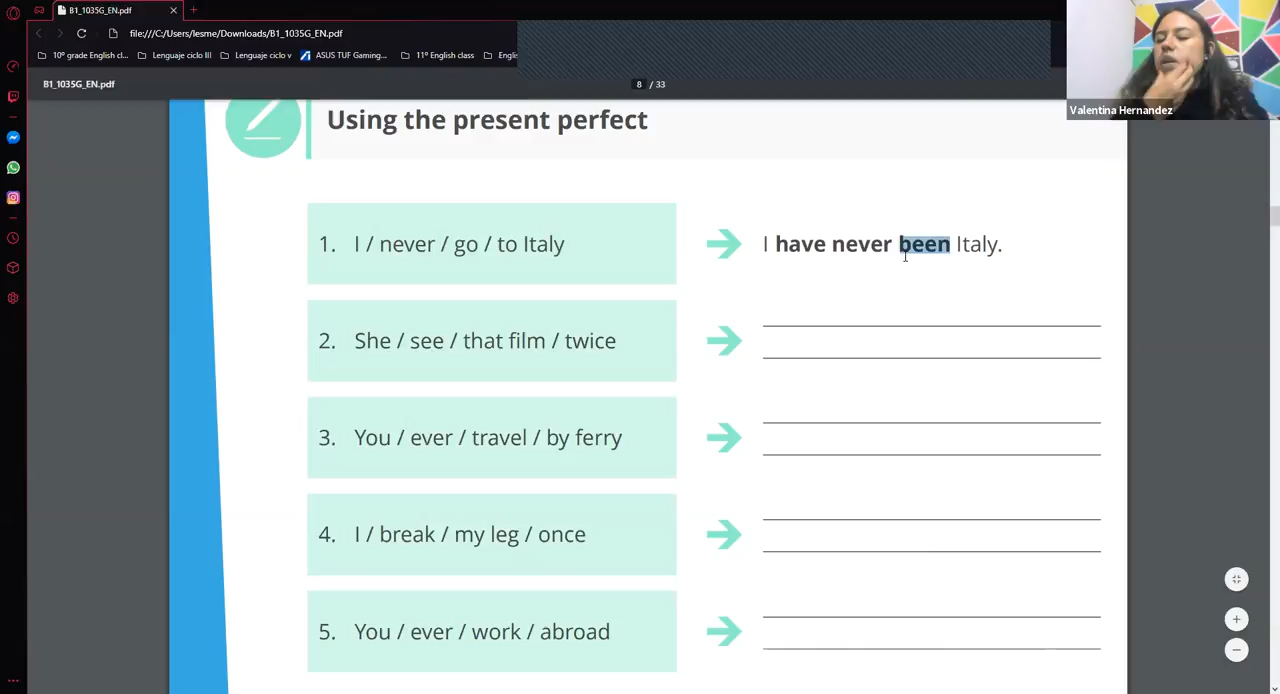 B1_1035G_EN.pdf
file:///C:/Users/lesme/Downloads/B1_1035G_EN.pdf
10º grade English cl... Lenguaje ciclo III Lenguaje ciclo v ASUS TUF Gaming... 11º English class Englis
B1_1035G_EN.pdf 8 / 33
Valentina Hernandez
Using the present perfect
1. I / never / go / to Italy I have never been Italy.
2. She / see / that film / twice
3. You / ever / travel / by ferry
4. I / break / my leg / once
5. You / ever / work / abroad